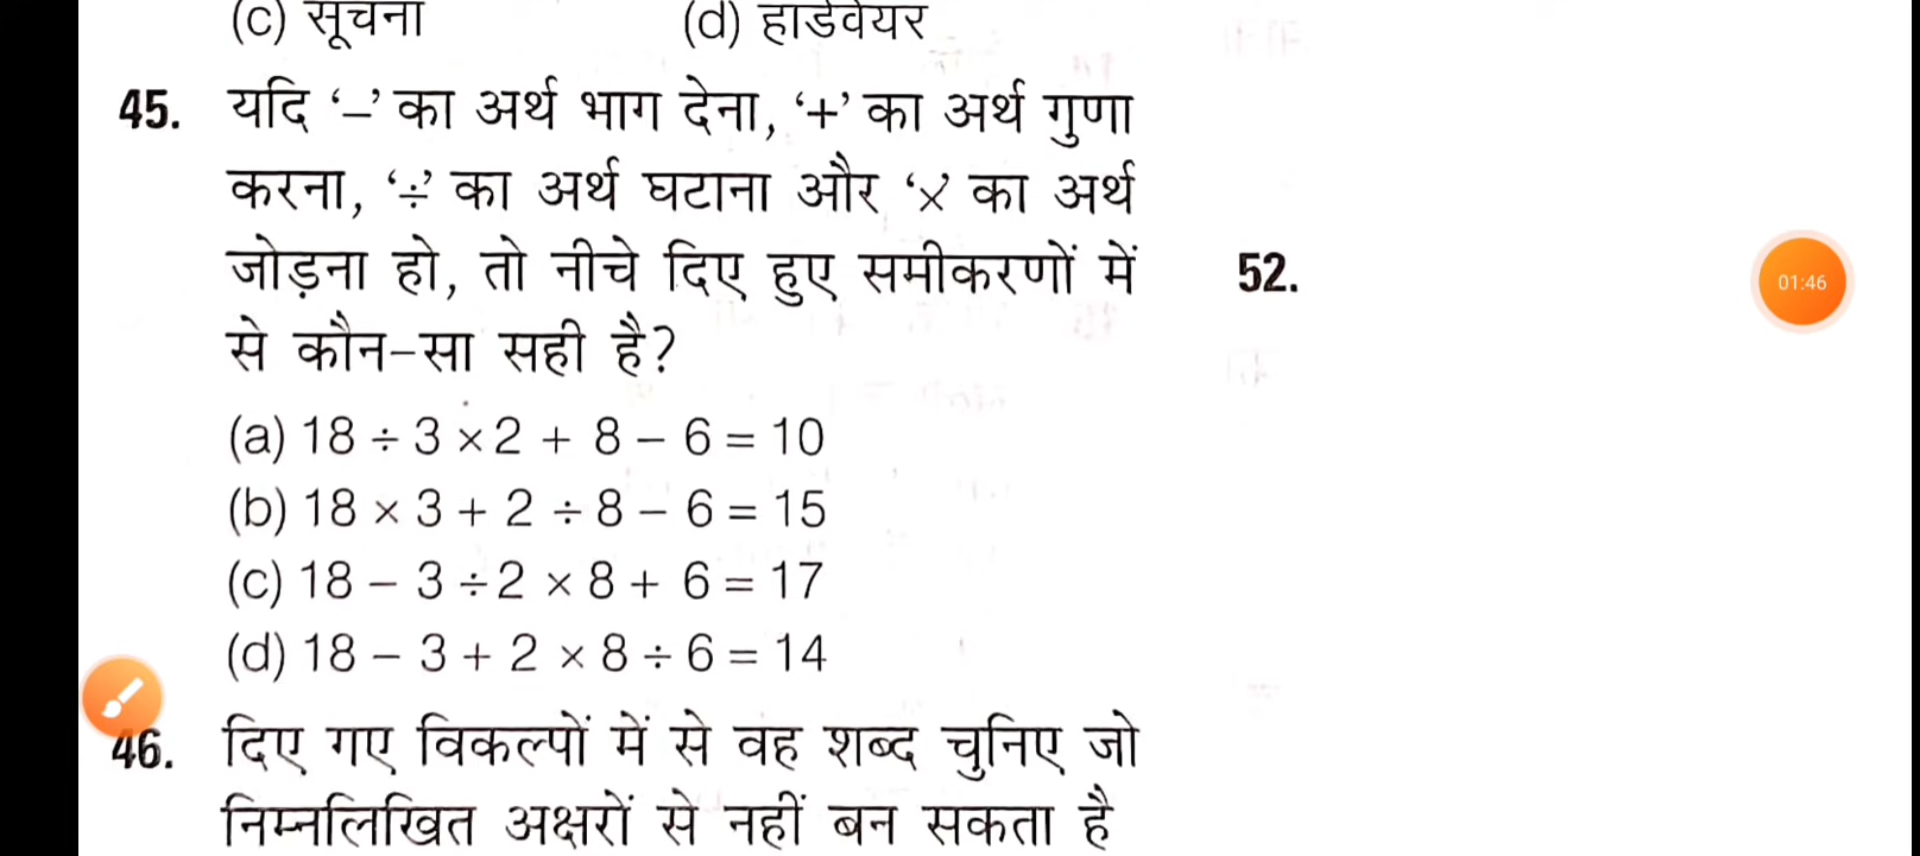 (c) सूचना (d) हार्डवेयर
45. यदि ‘–’ का अर्थ भाग देना, ‘+’ का अर्थ गुणा
करना, ‘÷’ का अर्थ घटाना और ‘×’ का अर्थ
जोड़ना हो, तो नीचे दिए हुए समीकरणों में
से कौन-सा सही है?
(a) 18 ÷ 3 × 2 + 8 – 6 = 10
(b) 18 × 3 + 2 ÷ 8 – 6 = 15
(c) 18 – 3 ÷ 2 × 8 + 6 = 17
(d) 18 – 3 + 2 × 8 ÷ 6 = 14
46. दिए गए विकल्पों में से वह शब्द चुनिए जो
निम्नलिखित अक्षरों से नहीं बन सकता है
52.
01:46